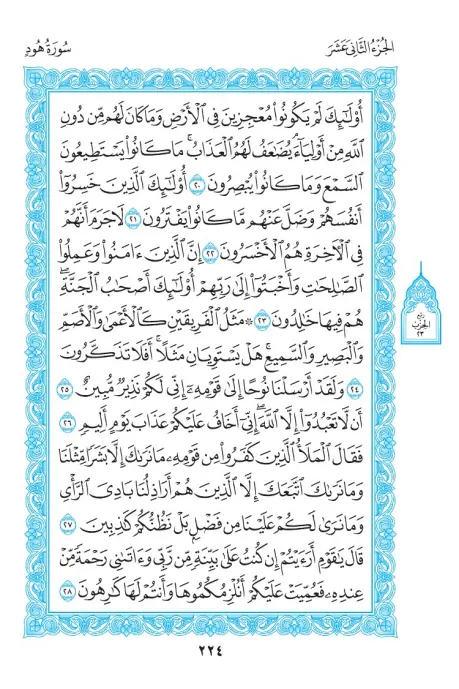 سُورَةُ هُودٍ
الجُزْءُ الثَّانِي عَشَرَ
أُوْلَٰٓئِكَ لَمْ يَكُونُواْ مُعْجِزِينَ فِي ٱلْأَرْضِ وَمَا كَانَ لَهُم مِّن دُونِ
ٱللَّهِ مِنْ أَوْلِيَآءَۘ يُضَٰعَفُ لَهُمُ ٱلْعَذَابُۚ مَا كَانُواْ يَسْتَطِيعُونَ
ٱلسَّمْعَ وَمَا كَانُواْ يُبْصِرُونَ ٢٠ أُوْلَٰٓئِكَ ٱلَّذِينَ خَسِرُوٓاْ
أَنفُسَهُمْ وَضَلَّ عَنْهُم مَّا كَانُواْ يَفْتَرُونَ ٢١ لَا جَرَمَ أَنَّهُمْ
فِي ٱلْأٓخِرَةِ هُمُ ٱلْأَخْسَرُونَ ٢٢ إِنَّ ٱلَّذِينَ ءَامَنُواْ وَعَمِلُواْ
ٱلصَّٰلِحَٰتِ وَأَخْبَتُوٓاْ إِلَىٰ رَبِّهِمْ أُوْلَٰٓئِكَ أَصْحَٰبُ ٱلْجَنَّةِۖ
هُمْ فِيهَا خَٰلِدُونَ ٢٣ ۞ مَثَلُ ٱلْفَرِيقَيْنِ كَٱلْأَعْمَىٰ وَٱلْأَصَمِّ
وَٱلْبَصِيرِ وَٱلسَّمِيعِۚ هَلْ يَسْتَوِيَانِ مَثَلًاۚ أَفَلَا تَذَكَّرُونَ
٢٤ وَلَقَدْ أَرْسَلْنَا نُوحًا إِلَىٰ قَوْمِهِۦٓ إِنِّي لَكُمْ نَذِيرٌ مُّبِينٌ ٢٥
أَن لَّا تَعْبُدُوٓاْ إِلَّا ٱللَّهَۖ إِنِّيٓ أَخَافُ عَلَيْكُمْ عَذَابَ يَوْمٍ أَلِيمٍ ٢٦
فَقَالَ ٱلْمَلَأُ ٱلَّذِينَ كَفَرُواْ مِن قَوْمِهِۦ مَا نَرَىٰكَ إِلَّا بَشَرًا مِّثْلَنَا
وَمَا نَرَىٰكَ ٱتَّبَعَكَ إِلَّا ٱلَّذِينَ هُمْ أَرَاذِلُنَا بَادِيَ ٱلرَّأْيِ
وَمَا نَرَىٰ لَكُمْ عَلَيْنَا مِن فَضْلٍۭ بَلْ نَظُنُّكُمْ كَٰذِبِينَ ٢٧
قَالَ يَٰقَوْمِ أَرَءَيْتُمْ إِن كُنتُ عَلَىٰ بَيِّنَةٍ مِّن رَّبِّي وَءَاتَىٰنِي رَحْمَةً مِّنْ
عِندِهِۦ فَعُمِّيَتْ عَلَيْكُمْ أَنُلْزِمُكُمُوهَا وَأَنتُمْ لَهَا كَٰرِهُونَ ٢٨
ربع
الحزب
٢٣
٢٢٤